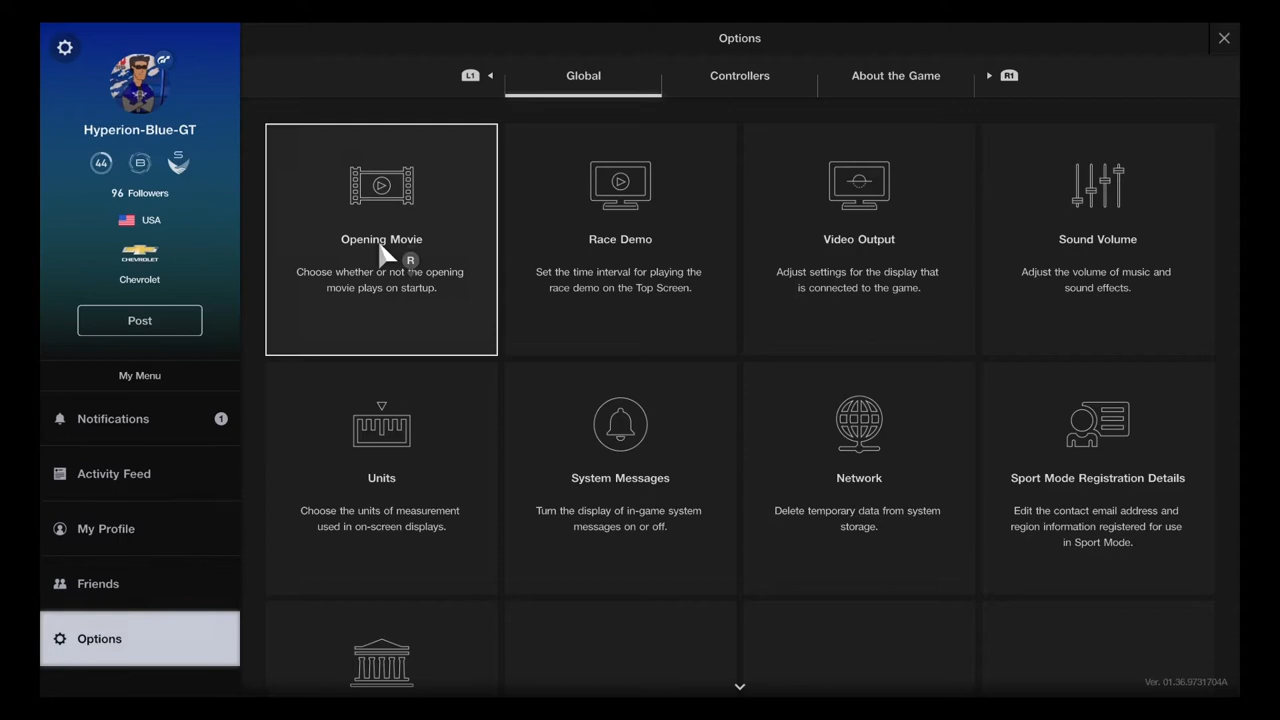 Options
L1
Global
Controllers
About the Game
R1
Hyperion-Blue-GT
44
B
S
96 Followers
USA
CHEVROLET
Chevrolet
Post
My Menu
Notifications
1
Activity Feed
My Profile
Friends
Options
Opening Movie
R
Choose whether or not the opening
movie plays on startup.
Race Demo
Set the time interval for playing the
race demo on the Top Screen.
Video Output
Adjust settings for the display that
is connected to the game.
Sound Volume
Adjust the volume of music and
sound effects.
Units
Choose the units of measurement
used in on-screen displays.
System Messages
Turn the display of in-game system
messages on or off.
Network
Delete temporary data from system
storage.
Sport Mode Registration Details
Edit the contact email address and
region information registered for use
in Sport Mode.
Ver. 01.36.9731704A